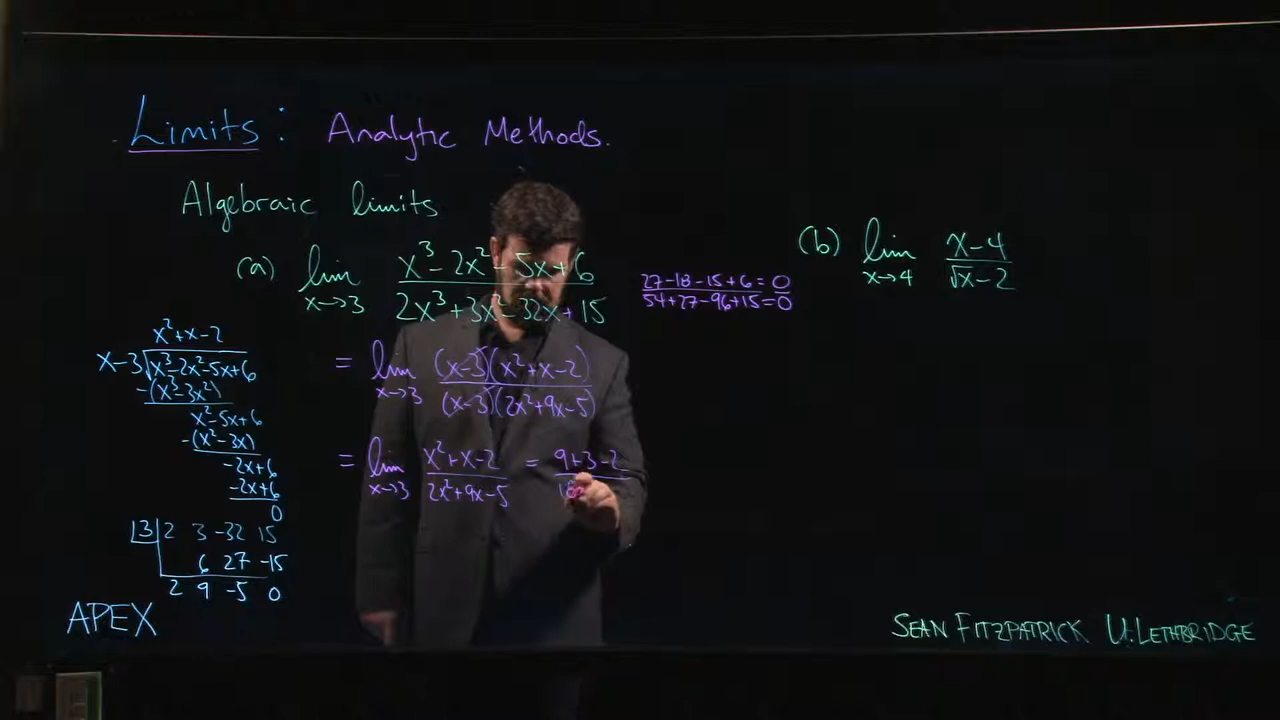 Limits: Analytic Methods.
Algebraic limits
(a) lim x→3 (x³-2x²-5x+6)/(2x³+3x²-32x+15)
27-18-15+6=0
54+27-96+15=0
= lim x→3 (x-3)(x²+x-2)/(x-3)(2x²+9x-5)
= lim x→3 (x²+x-2)/(2x²+9x-5) = 9+3-2
x²+x-2
x-3 √x³-2x²-5x+6
-(x³-3x²)
x²-5x+6
-(x²-3x)
-2x+6
-2x+6
0
3 | 2 3 -32 15
6 27 -15
2 9 -5 0
(b) lim x→4 (x-4)/(√x-2)
APEX
SEAN FITZPATRICK U. LETHBRIDGE